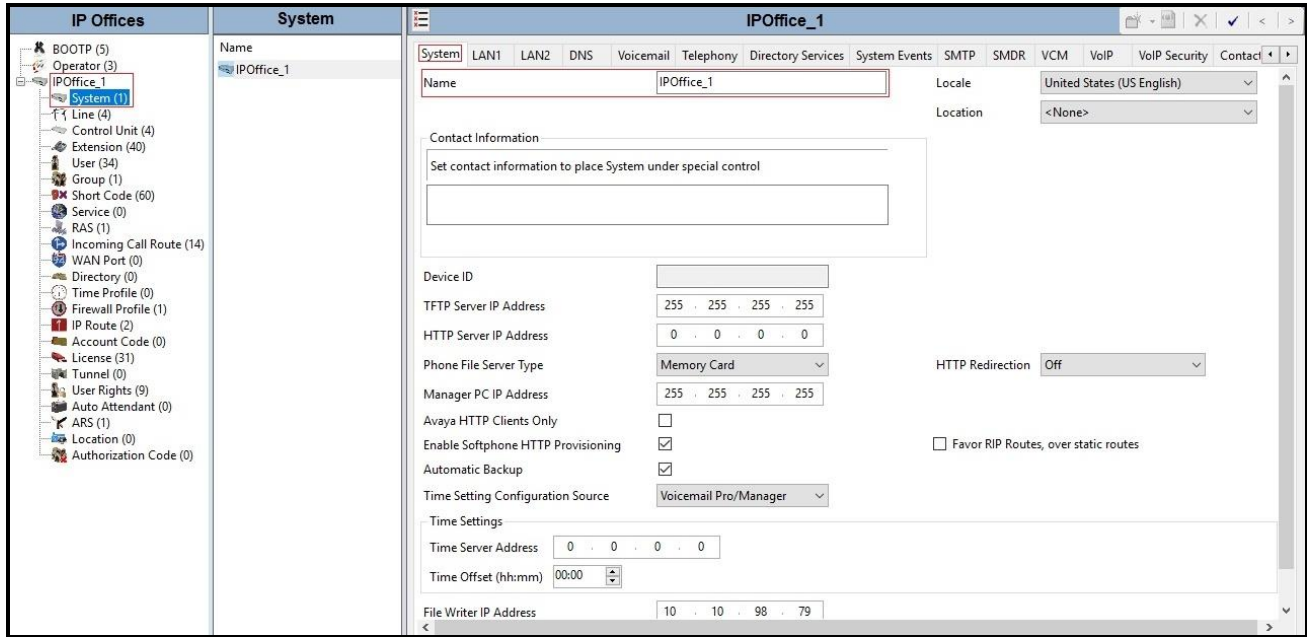 IP Offices
BOOTP (5)
Operator (3)
IPOffice_1
System (1)
Line (4)
Control Unit (4)
Extension (40)
User (34)
Group (1)
Short Code (60)
Service (0)
RAS (1)
Incoming Call Route (14)
WAN Port (0)
Directory (0)
Time Profile (0)
Firewall Profile (1)
IP Route (2)
Account Code (0)
License (31)
Tunnel (0)
User Rights (9)
Auto Attendant (0)
ARS (1)
Location (0)
Authorization Code (0)
System
Name
IPOffice_1
IPOffice_1
System LAN1 LAN2 DNS Voicemail Telephony Directory Services System Events SMTP SMDR VCM VoIP VoIP Security Contact
Name IPOffice_1 Locale United States (US English)
Location <None>
Contact Information
Set contact information to place System under special control
Device ID
TFTP Server IP Address 255 . 255 . 255 . 255
HTTP Server IP Address 0 . 0 . 0 . 0
Phone File Server Type Memory Card HTTP Redirection Off
Manager PC IP Address 255 . 255 . 255 . 255
Avaya HTTP Clients Only
Enable Softphone HTTP Provisioning Favor RIP Routes, over static routes
Automatic Backup
Time Setting Configuration Source Voicemail Pro/Manager
Time Settings
Time Server Address 0 . 0 . 0 . 0
Time Offset (hh:mm) 00:00
File Writer IP Address 10 . 10 . 98 . 79